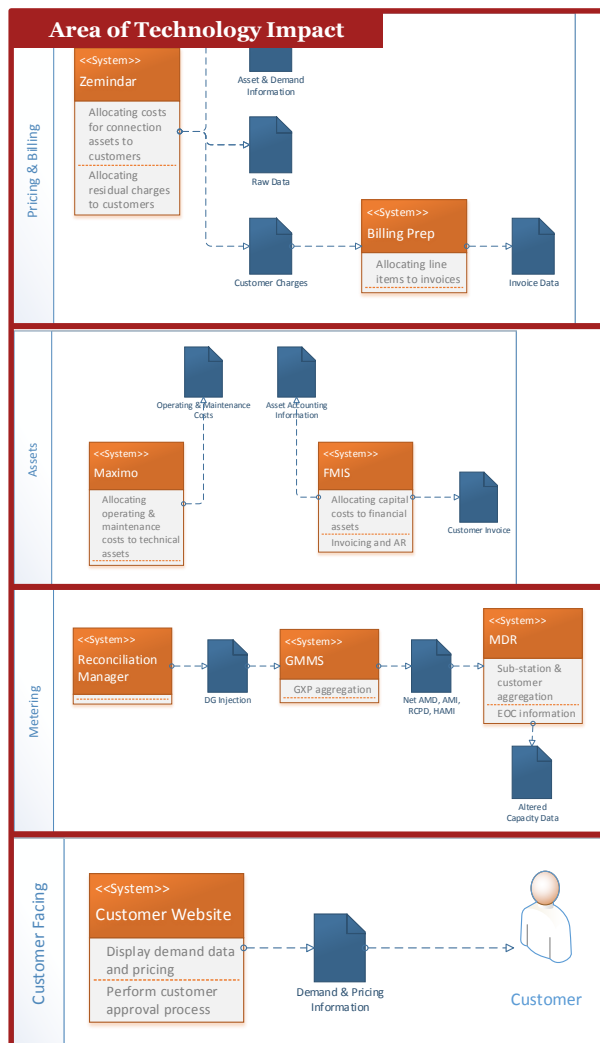 Area of Technology Impact
Pricing & Billing
<<System>>
Zemindar
Allocating costs
for connection
assets to
customers
Allocating
residual charges
to customers
Asset & Demand
Information
Raw Data
Customer Charges
<<System>>
Billing Prep
Allocating line
items to invoices
Invoice Data
Assets
Operating & Maintenance
Costs
Asset Accounting
Information
<<System>>
Maximo
Allocating
operating &
maintenance
costs to technical
assets
<<System>>
FMIS
Allocating capital
costs to financial
assets
Invoicing and AR
Customer Invoice
Metering
<<System>>
Reconciliation
Manager
DG Injection
<<System>>
GMMS
GXP aggregation
Net AMD, AMI,
RCPD, HAMI
<<System>>
MDR
Sub-station &
customer
aggregation
EOC information
Altered
Capacity Data
Customer Facing
<<System>>
Customer Website
Display demand data
and pricing
Perform customer
approval process
Demand & Pricing
Information
Customer